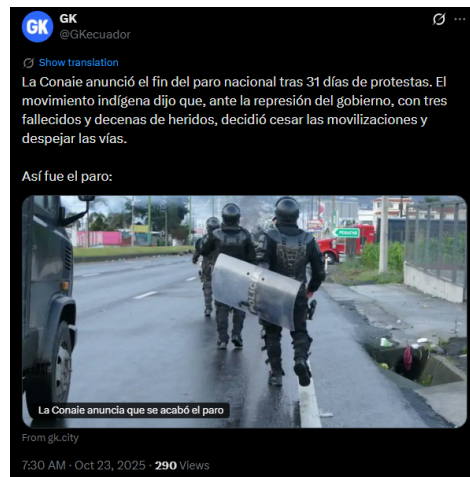 GK
GK
@GKecuador
Show translation
La Conaie anunció el fin del paro nacional tras 31 días de protestas. El
movimiento indígena dijo que, ante la represión del gobierno, con tres
fallecidos y decenas de heridos, decidió cesar las movilizaciones y
despejar las vías.
Así fue el paro:
POLICIA
La Conaie anuncia que se acabó el paro
From gk.city
7:30 AM · Oct 23, 2025 · 290 Views